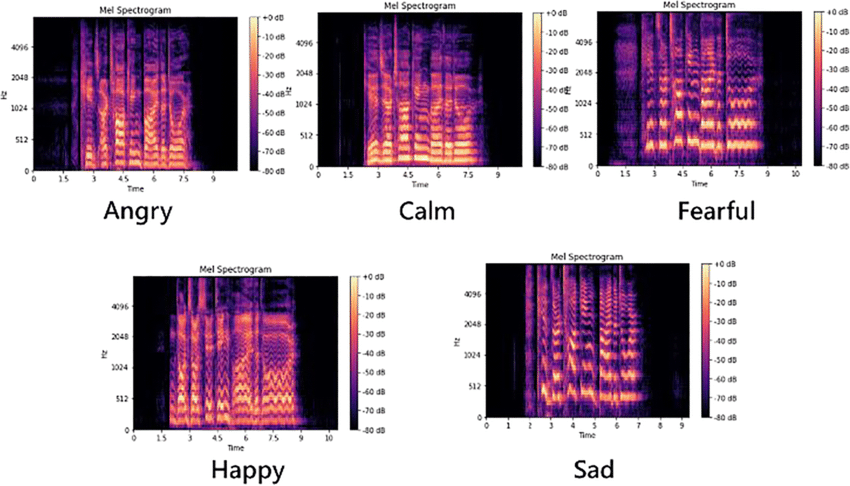 Mel Spectrogram
Hz
4096
2048
1024
512
0
0 1.5 3 4.5 6 7.5 9
Time
+0 dB
-10 dB
-20 dB
-30 dB
-40 dB
-50 dB
-60 dB
-70 dB
-80 dB
Angry
Mel Spectrogram
Hz
4096
2048
1024
512
0
0 1.5 3 4.5 6 7.5 9
Time
+0 dB
-10 dB
-20 dB
-30 dB
-40 dB
-50 dB
-60 dB
-70 dB
-80 dB
Calm
Mel Spectrogram
Hz
4096
2048
1024
512
0
0 1.5 3 4.5 6 7.5 9 10
Time
+0 dB
-10 dB
-20 dB
-30 dB
-40 dB
-50 dB
-60 dB
-70 dB
-80 dB
Fearful
Mel Spectrogram
Hz
4096
2048
1024
512
0
0 1.5 3 4.5 6 7.5 9 10
Time
+0 dB
-10 dB
-20 dB
-30 dB
-40 dB
-50 dB
-60 dB
-70 dB
-80 dB
Happy
Mel Spectrogram
Hz
4096
2048
1024
512
0
0 1 2 3 4 5 6 7 8 9
Time
+0 dB
-10 dB
-20 dB
-30 dB
-40 dB
-50 dB
-60 dB
-70 dB
-80 dB
Sad